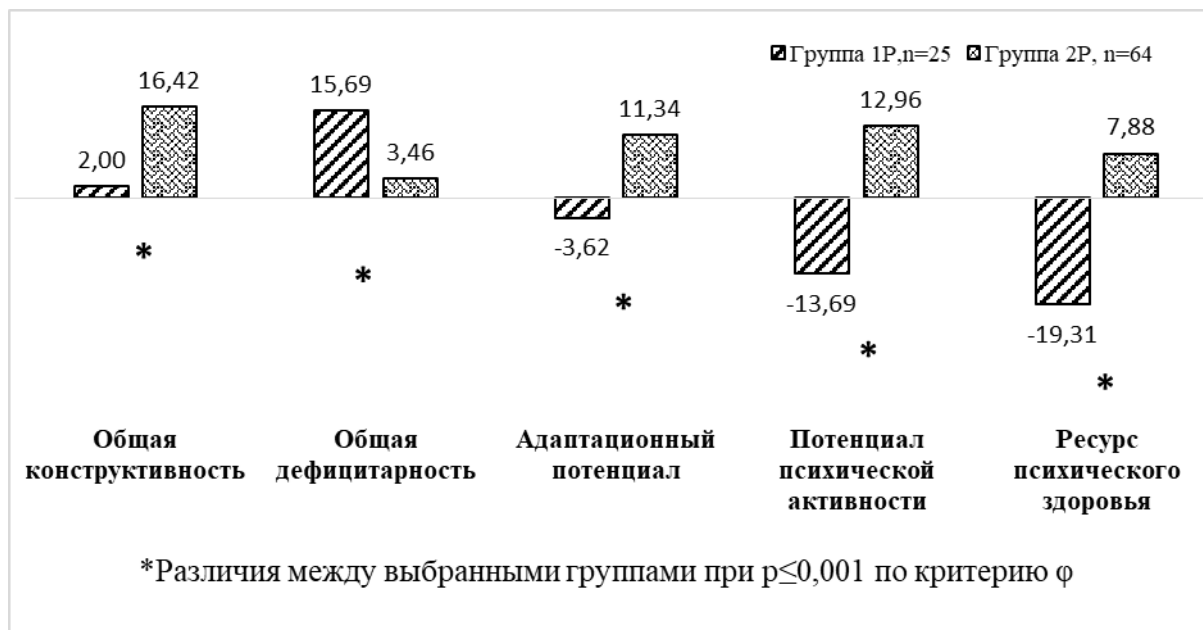 Группа 1Р,n=25 Группа 2Р, n=64
16,42
15,69
11,34
12,96
7,88
2,00
3,46
*
*
-3,62
*
-13,69
*
-19,31
*
Общая
конструктивность
Общая
дефицитарность
Адаптационный
потенциал
Потенциал
психической
активности
Ресурс
психического
здоровья
*Различия между выбранными группами при p≤0,001 по критерию φ